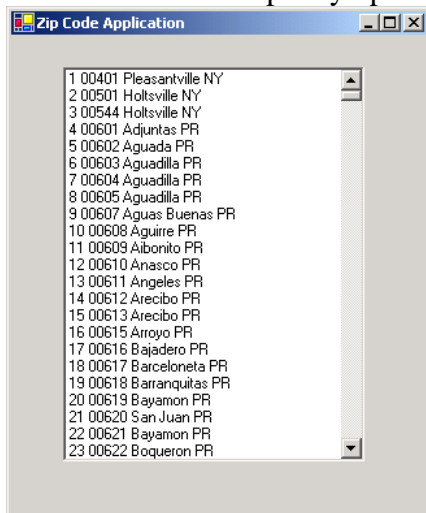 Zip Code Application
1 00401 Pleasantville NY
2 00501 Holtsville NY
3 00544 Holtsville NY
4 00601 Adjuntas PR
5 00602 Aguada PR
6 00603 Aguadilla PR
7 00604 Aguadilla PR
8 00605 Aguadilla PR
9 00607 Aguas Buenas PR
10 00608 Aguirre PR
11 00609 Aibonito PR
12 00610 Anasco PR
13 00611 Angeles PR
14 00612 Arecibo PR
15 00613 Arecibo PR
16 00615 Arroyo PR
17 00616 Bajadero PR
18 00617 Barceloneta PR
19 00618 Barranquitas PR
20 00619 Bayamon PR
21 00620 San Juan PR
22 00621 Bayamon PR
23 00622 Boqueron PR